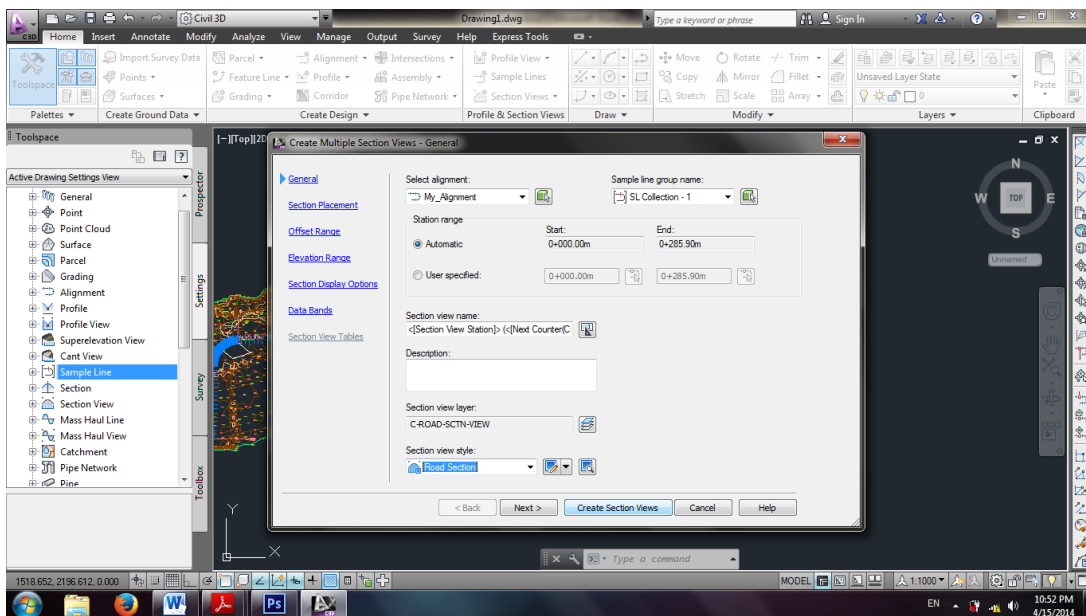 Civil 3D
Drawing1.dwg
Type a keyword or phrase
Sign In
C3D
Home Insert Annotate Modify Analyze View Manage Output Survey Help Express Tools
Toolspace
Import Survey Data
Points
Surfaces
Parcel
Feature Line
Grading
Alignment
Profile
Corridor
Intersections
Assembly
Pipe Network
Profile View
Sample Lines
Section Views
Move
Copy
Stretch
Rotate
Mirror
Scale
Trim
Fillet
Array
Unsaved Layer State
0
Paste
Palettes
Create Ground Data
Create Design
Profile & Section Views
Draw
Modify
Layers
Clipboard
Toolspace
Active Drawing Settings View
General
Point
Point Cloud
Surface
Parcel
Grading
Alignment
Profile
Profile View
Superelevation View
Cant View
Sample Line
Section
Section View
Mass Haul Line
Mass Haul View
Catchment
Pipe Network
Pipe
Prospector
Settings
Survey
Toolbox
[−][Top][2D
Create Multiple Section Views - General
General
Section Placement
Offset Range
Elevation Range
Section Display Options
Data Bands
Section View Tables
Select alignment:
My_Alignment
Sample line group name:
SL Collection - 1
Station range
Start:
End:
Automatic
0+000.00m
0+285.90m
User specified:
0+000.00m
0+285.90m
Section view name:
<[Section View Station]> (<[Next Counter(C
Description:
Section view layer:
C-ROAD-SCTN-VIEW
Section view style:
Road Section
< Back
Next >
Create Section Views
Cancel
Help
N
W
TOP
E
S
Unnamed
Y
X
Type a command
1518.652, 2196.612, 0.000
MODEL
1:1000
EN
10:52 PM
4/15/2014